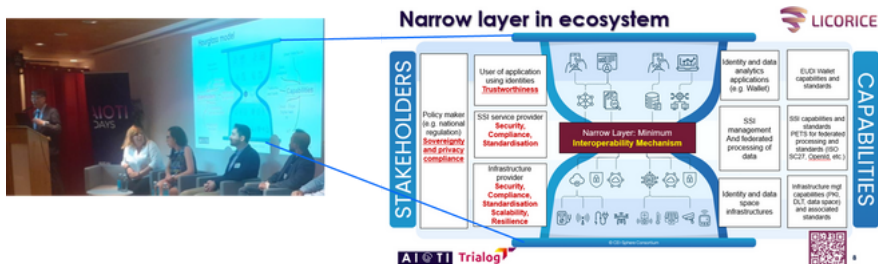 Hourglass model
AIOTI
DAYS
Narrow layer in ecosystem
LICORICE
STAKEHOLDERS
Policy maker
(e.g. national
regulation)
Sovereignty
and privacy
compliance
User of application
using identities
Trustworthiness
SSI service provider
Security,
Compliance,
Standardisation
Infrastructure
provider
Security,
Compliance,
Standardisation
Scalability,
Resilience
Narrow Layer: Minimum
Interoperability Mechanism
Identity and data
analytics
applications
(e.g. Wallet)
SSI
management
And federated
processing of
data
Identity and data
space
infrastructures
EUDI Wallet
capabilities and
standards
SSI capabilities and
standards
PETS for federated
processing and
standards (ISO
SC27, OpenId, etc.)
Infrastructure mgt
capabilities (PKI,
DLT, data space)
and associated
standards
CAPABILITIES
AIOTI
Trialog
8